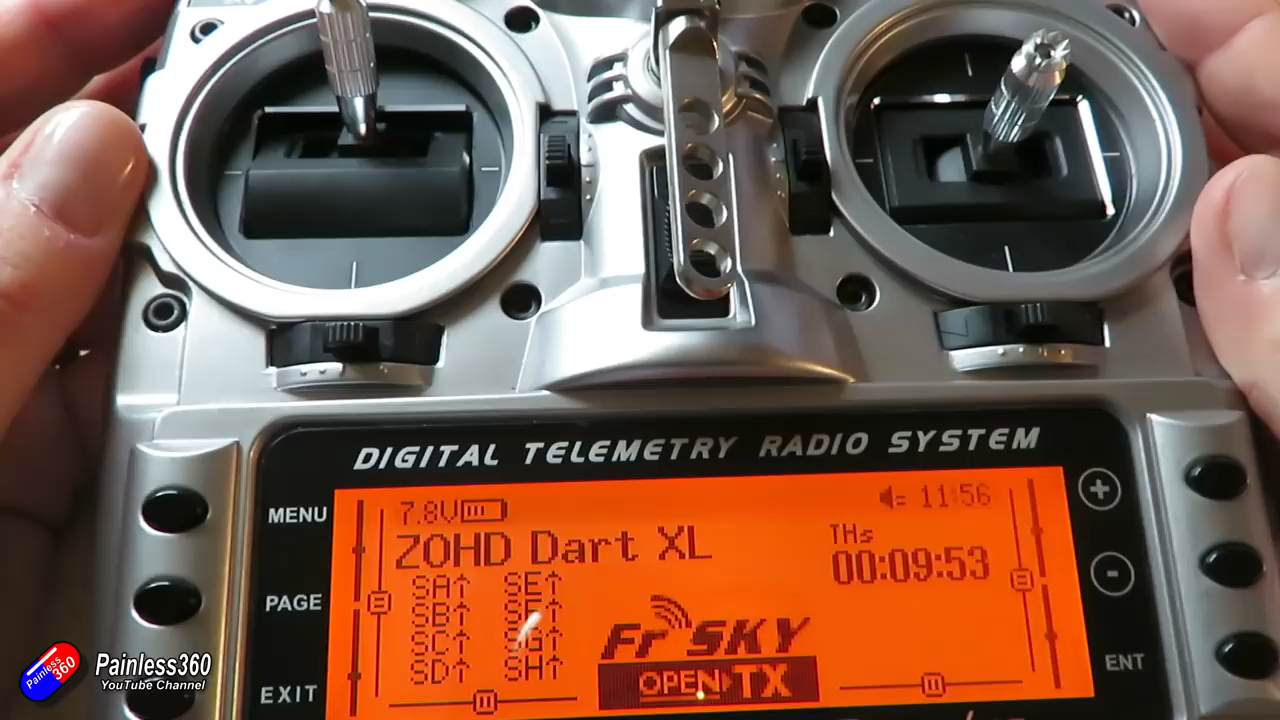 DIGITAL TELEMETRY RADIO SYSTEM
MENU
PAGE
EXIT
7.8V
11:56
ZOHD Dart XL
THs
00:09:53
SA↑ SE↑
SB↑ SF↑
SC↑ SG↑
SD↑ SH↑
FrSKY
OPEN-TX
+
-
ENT
Painless360
YouTube Channel
Painless
360